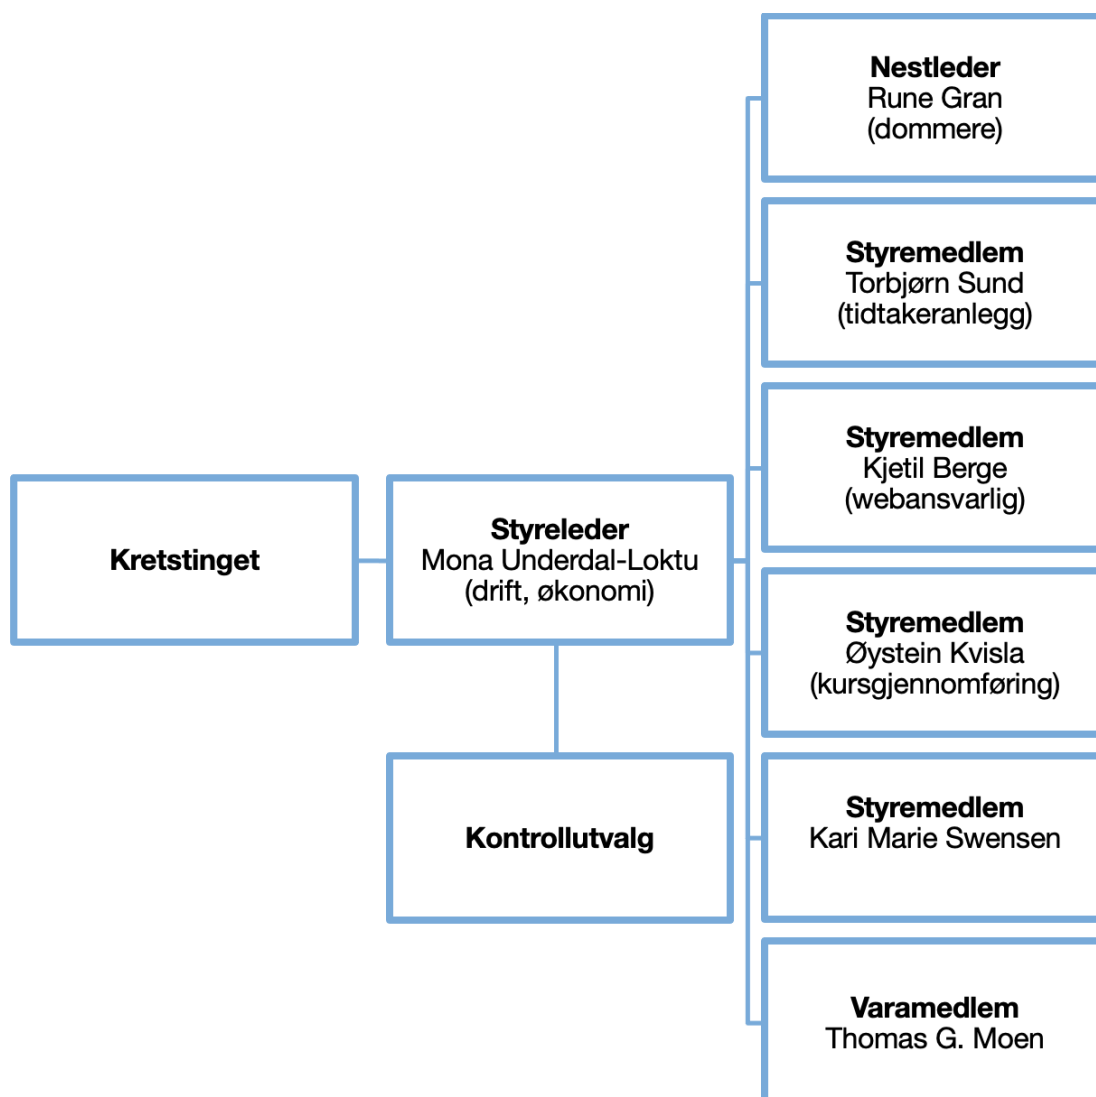 Kretstinget
Styreleder
Mona Underdal-Loktu
(drift, økonomi)
Kontrollutvalg
Nestleder
Rune Gran
(dommere)
Styremedlem
Torbjørn Sund
(tidtakeranlegg)
Styremedlem
Kjetil Berge
(webansvarlig)
Styremedlem
Øystein Kvisla
(kursgjennomføring)
Styremedlem
Kari Marie Swensen
Varamedlem
Thomas G. Moen